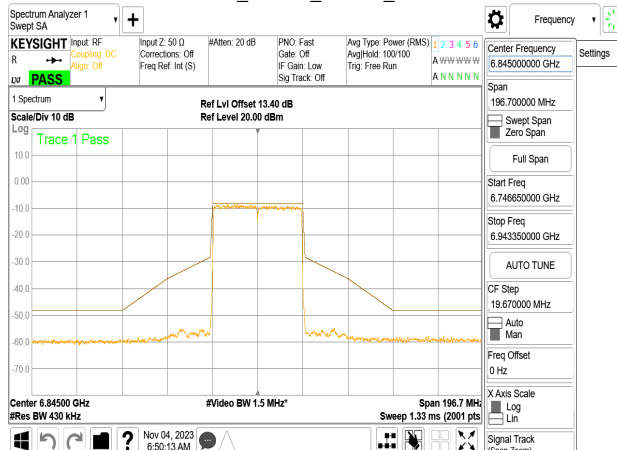 Spectrum Analyzer 1
Swept SA
Frequency
KEYSIGHT
R
LXI
PASS
Input: RF
Coupling: DC
Align: Off
Input Z: 50 Ω
Corrections: Off
Freq Ref: Int (S)
#Atten: 20 dB
PNO: Fast
Gate: Off
IF Gain: Low
Sig Track: Off
Avg Type: Power (RMS)
Avg|Hold: 100/100
Trig: Free Run
1 2 3 4 5 6
A W W W W W
A N N N N N
Center Frequency
6.845000000 GHz
Settings
Span
196.700000 MHz
Swept Span
Zero Span
Full Span
Start Freq
6.746650000 GHz
Stop Freq
6.943350000 GHz
AUTO TUNE
CF Step
19.670000 MHz
Auto
Man
Freq Offset
0 Hz
X Axis Scale
Log
Lin
Signal Track
(Span Zoom)
1 Spectrum
Scale/Div 10 dB
Ref Lvl Offset 13.40 dB
Ref Level 20.00 dBm
Log
Trace 1 Pass
10.0
0.00
-10.0
-20.0
-30.0
-40.0
-50.0
-60.0
-70.0
Center 6.84500 GHz
#Video BW 1.5 MHz*
Span 196.7 MHz
#Res BW 430 kHz
Sweep 1.33 ms (2001 pts
?
Nov 04, 2023
6:50:13 AM